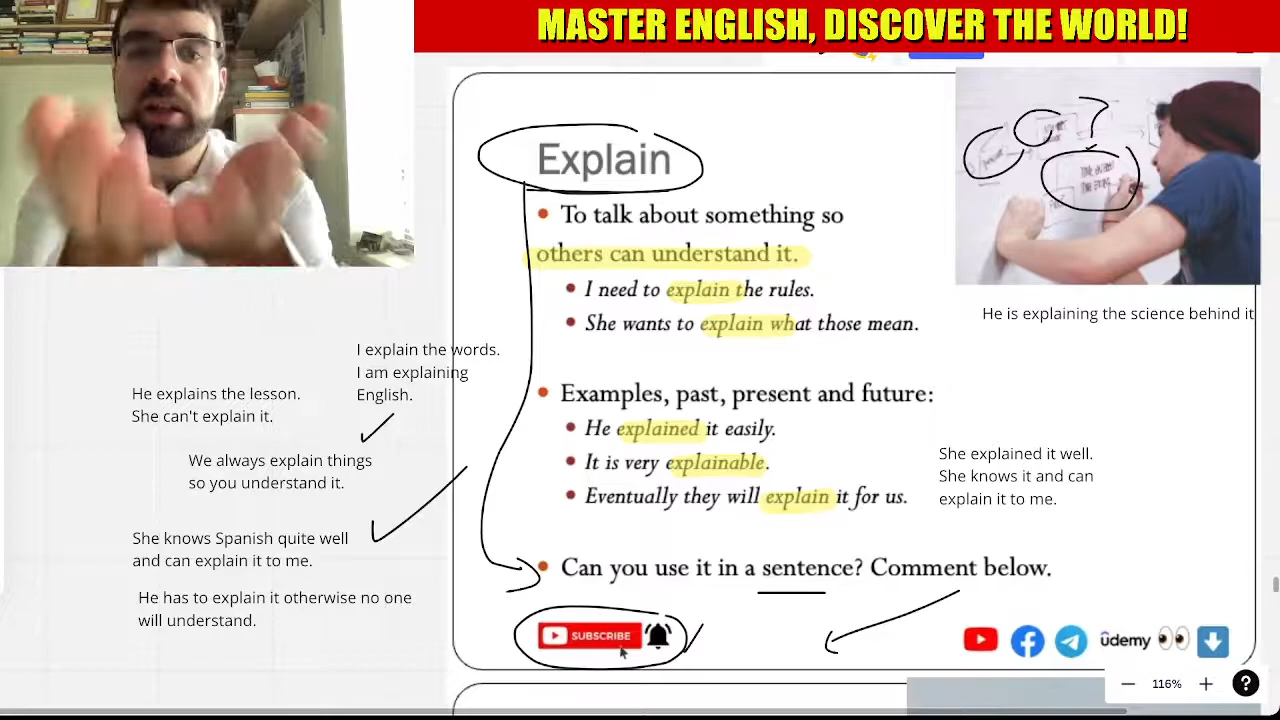 MASTER ENGLISH, DISCOVER THE WORLD!
Explain
To talk about something so
others can understand it.
I need to explain the rules.
She wants to explain what those mean.
Examples, past, present and future:
He explained it easily.
It is very explainable.
Eventually they will explain it for us.
Can you use it in a sentence? Comment below.
SUBSCRIBE
He is explaining the science behind it
I explain the words.
I am explaining
English.
He explains the lesson.
She can't explain it.
We always explain things
so you understand it.
She knows Spanish quite well
and can explain it to me.
He has to explain it otherwise no one
will understand.
She explained it well.
She knows it and can
explain it to me.
?
udemy
116%
?